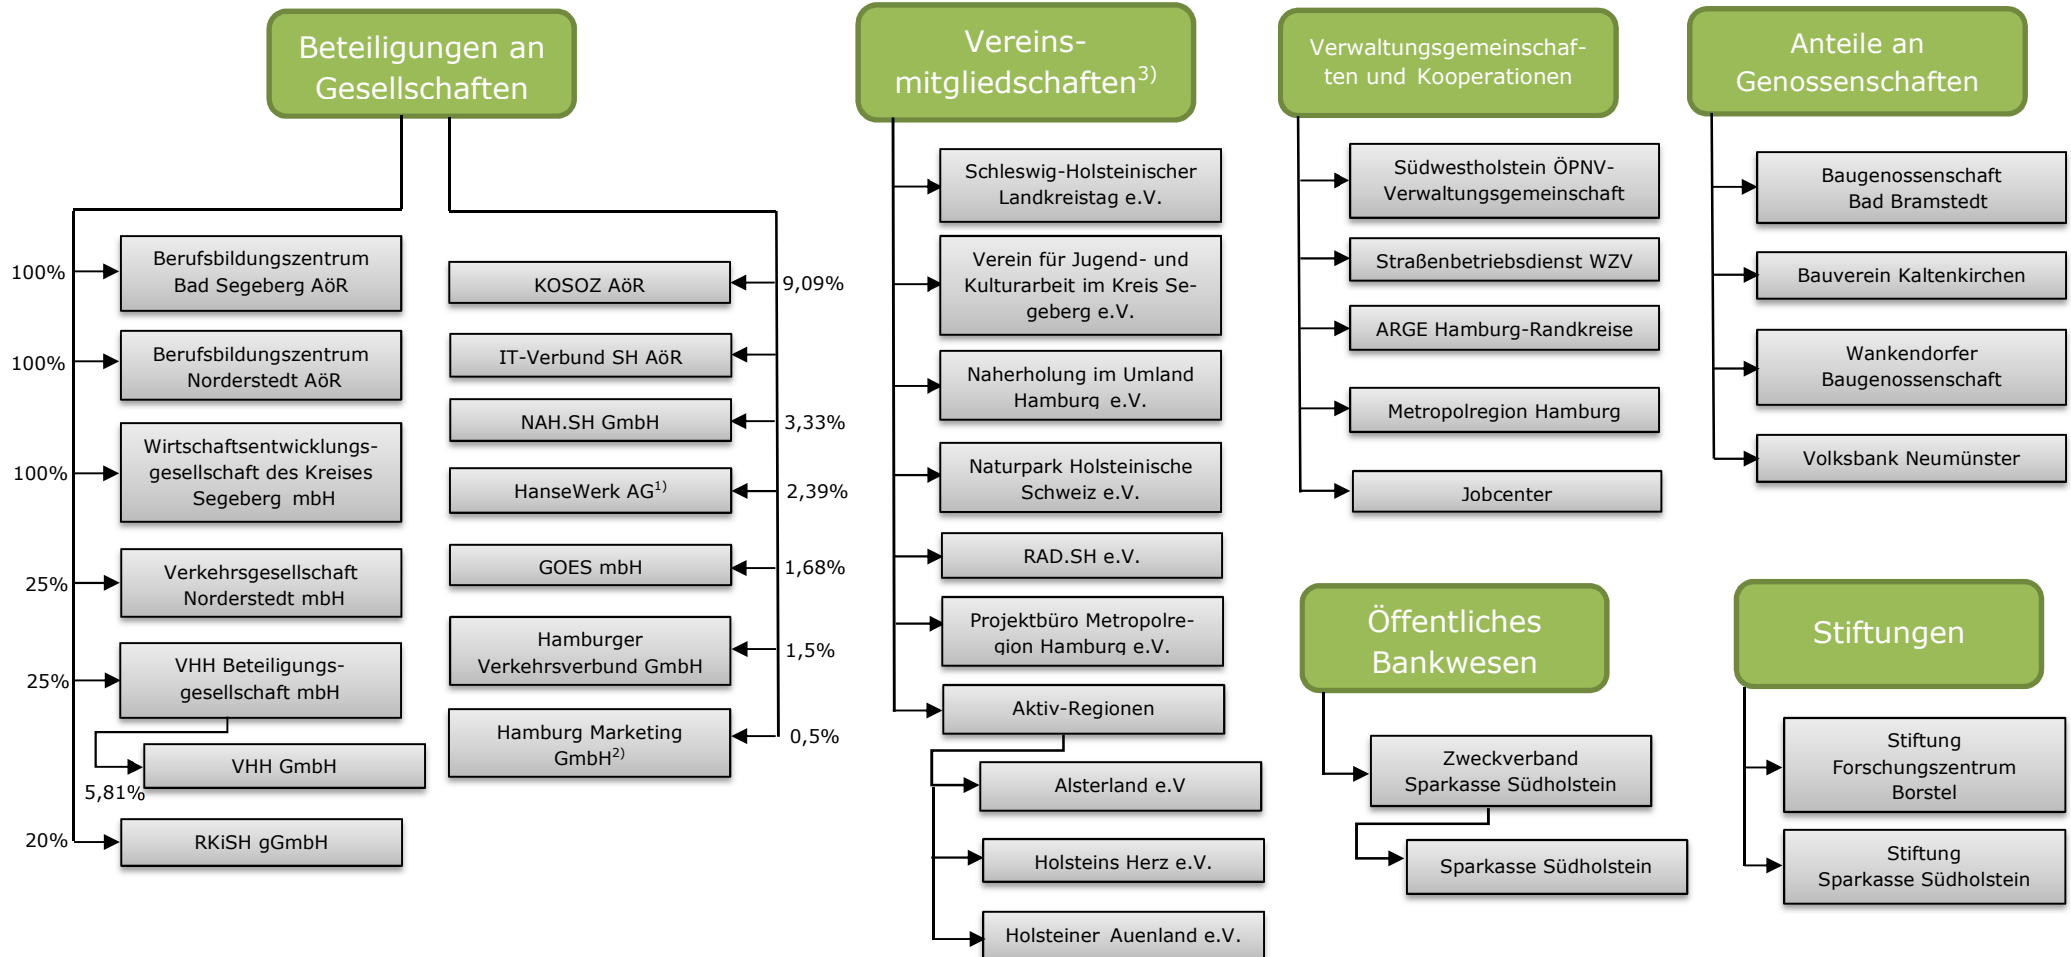 Beteiligungen an
Gesellschaften
100%
Berufsbildungszentrum
Bad Segeberg AöR
100%
Berufsbildungszentrum
Norderstedt AöR
100%
Wirtschaftsentwicklungs-
gesellschaft des Kreises
Segeberg mbH
25%
Verkehrsgesellschaft
Norderstedt mbH
25%
VHH Beteiligungs-
gesellschaft mbH
VHH GmbH
5,81%
20%
RKiSH gGmbH
KOSOZ AöR
9,09%
IT-Verbund SH AöR
NAH.SH GmbH
3,33%
HanseWerk AG1)
2,39%
GOES mbH
1,68%
Hamburger
Verkehrsverbund GmbH
1,5%
Hamburg Marketing
GmbH2)
0,5%
Vereins-
mitgliedschaften3)
Schleswig-Holsteinischer
Landkreistag e.V.
Verein für Jugend- und
Kulturarbeit im Kreis Se-
geberg e.V.
Naherholung im Umland
Hamburg e.V.
Naturpark Holsteinische
Schweiz e.V.
RAD.SH e.V.
Projektbüro Metropolre-
gion Hamburg e.V.
Aktiv-Regionen
Alsterland e.V
Holsteins Herz e.V.
Holsteiner Auenland e.V.
Verwaltungsgemeinschaf-
ten und Kooperationen
Südwestholstein ÖPNV-
Verwaltungsgemeinschaft
Straßenbetriebsdienst WZV
ARGE Hamburg-Randkreise
Metropolregion Hamburg
Jobcenter
Anteile an
Genossenschaften
Baugenossenschaft
Bad Bramstedt
Bauverein Kaltenkirchen
Wankendorfer
Baugenossenschaft
Volksbank Neumünster
Öffentliches
Bankwesen
Zweckverband
Sparkasse Südholstein
Sparkasse Südholstein
Stiftungen
Stiftung
Forschungszentrum
Borstel
Stiftung
Sparkasse Südholstein